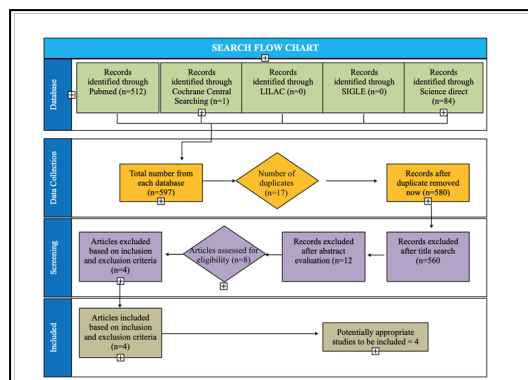 SEARCH FLOW CHART
Database
Records
identified through
Pubmed (n=512)
Records
identified through
Cochrane Central
Searching (n=1)
Records
identified through
LILAC (n=0)
Records
identified through
SIGLE (n=0)
Records
identified through
Science direct
(n=84)
Data Collection
Total number from
each database
(n=597)
Number of
duplicates
(n=17)
Records after
duplicate removed
now (n=580)
Screening
Articles excluded
based on inclusion
and exclusion criteria
(n=4)
Articles assessed for
eligibility (n=8)
Records excluded
after abstract
evaluation (n=12
Records excluded
after title search
(n=560
Included
Articles included
based on inclusion
and exclusion criteria
(n=4)
Potentially appropriate
studies to be included = 4